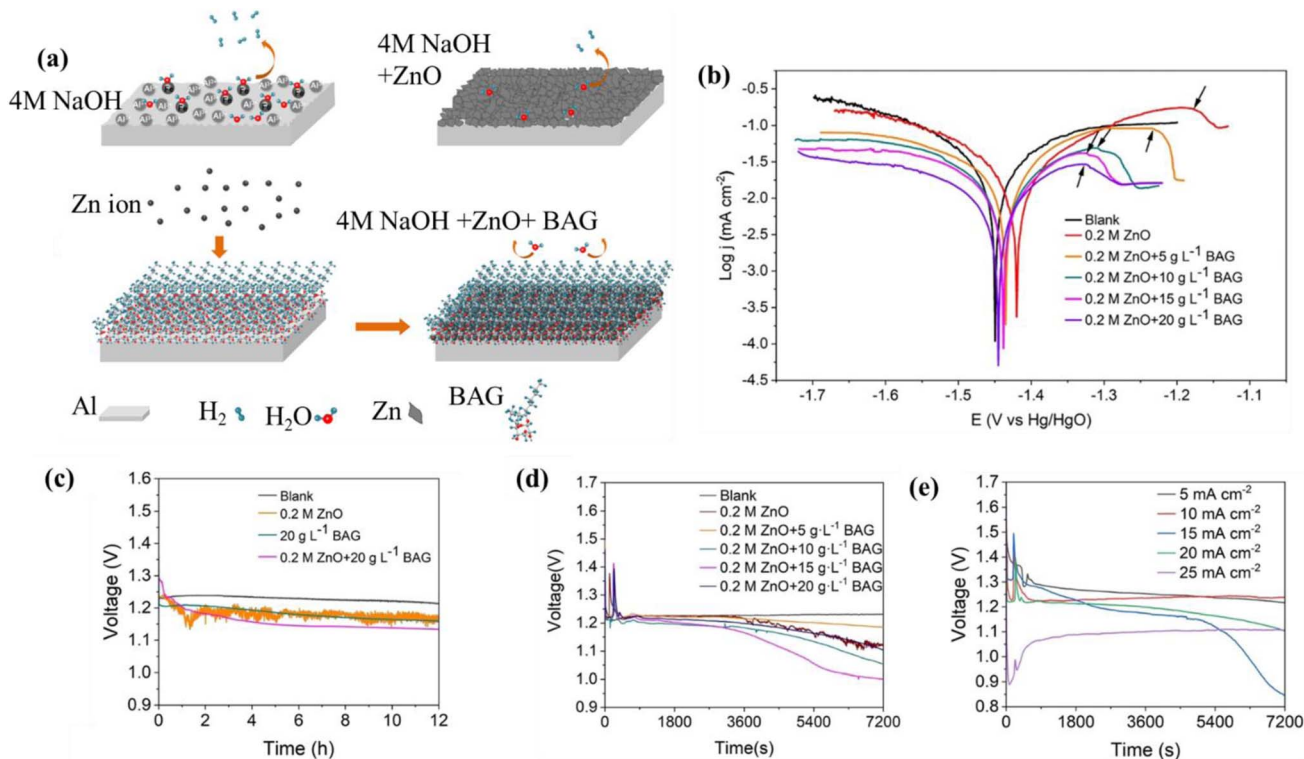 (a)
4M NaOH
4M NaOH
+ZnO
Zn ion
4M NaOH +ZnO+ BAG
Al
H₂
H₂O
Zn
BAG
(b)
Log j (mA cm⁻²)
-0.5
-1.0
-1.5
-2.0
-2.5
-3.0
-3.5
-4.0
-4.5
Blank
0.2 M ZnO
0.2 M ZnO+5 g L⁻¹ BAG
0.2 M ZnO+10 g L⁻¹ BAG
0.2 M ZnO+15 g L⁻¹ BAG
0.2 M ZnO+20 g L⁻¹ BAG
-1.7 -1.6 -1.5 -1.4 -1.3 -1.2 -1.1
E (V vs Hg/HgO)
(c)
Voltage (V)
1.6
1.5
1.4
1.3
1.2
1.1
1.0
0.9
Blank
0.2 M ZnO
20 g L⁻¹ BAG
0.2 M ZnO+20 g L⁻¹ BAG
0 2 4 6 8 10 12
Time (h)
(d)
Voltage(V)
1.7
1.6
1.5
1.4
1.3
1.2
1.1
1.0
0.9
Blank
0.2 M ZnO
0.2 M ZnO+5 g·L⁻¹ BAG
0.2 M ZnO+10 g·L⁻¹ BAG
0.2 M ZnO+15 g·L⁻¹ BAG
0.2 M ZnO+20 g·L⁻¹ BAG
0 1800 3600 5400 7200
Time(s)
(e)
Voltage (V)
1.7
1.6
1.5
1.4
1.3
1.2
1.1
1.0
0.9
0.8
5 mA cm⁻²
10 mA cm⁻²
15 mA cm⁻²
20 mA cm⁻²
25 mA cm⁻²
0 1800 3600 5400 7200
Time (s)